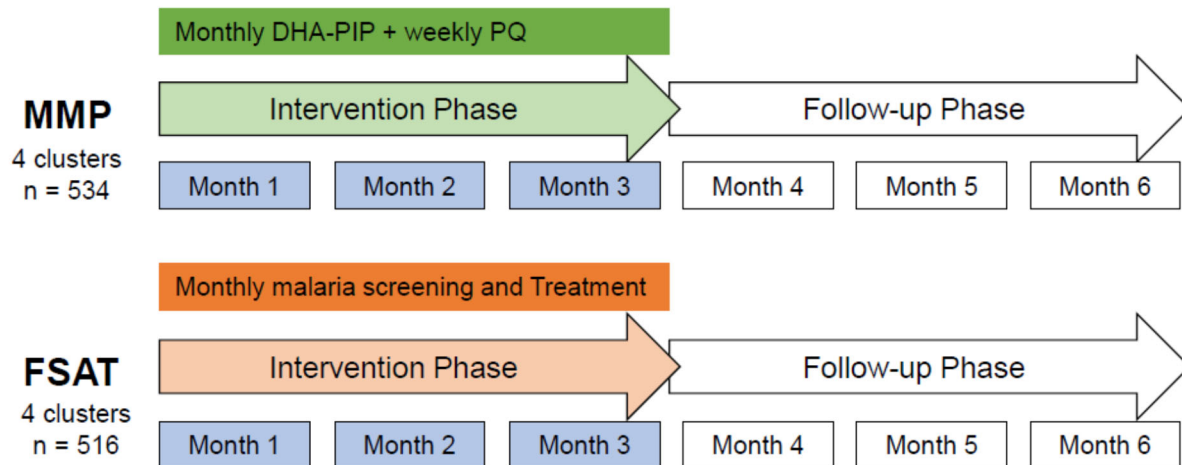 Monthly DHA-PIP + weekly PQ
Intervention Phase
Follow-up Phase
MMP
4 clusters
n = 534
Month 1
Month 2
Month 3
Month 4
Month 5
Month 6
Monthly malaria screening and Treatment
Intervention Phase
Follow-up Phase
FSAT
4 clusters
n = 516
Month 1
Month 2
Month 3
Month 4
Month 5
Month 6